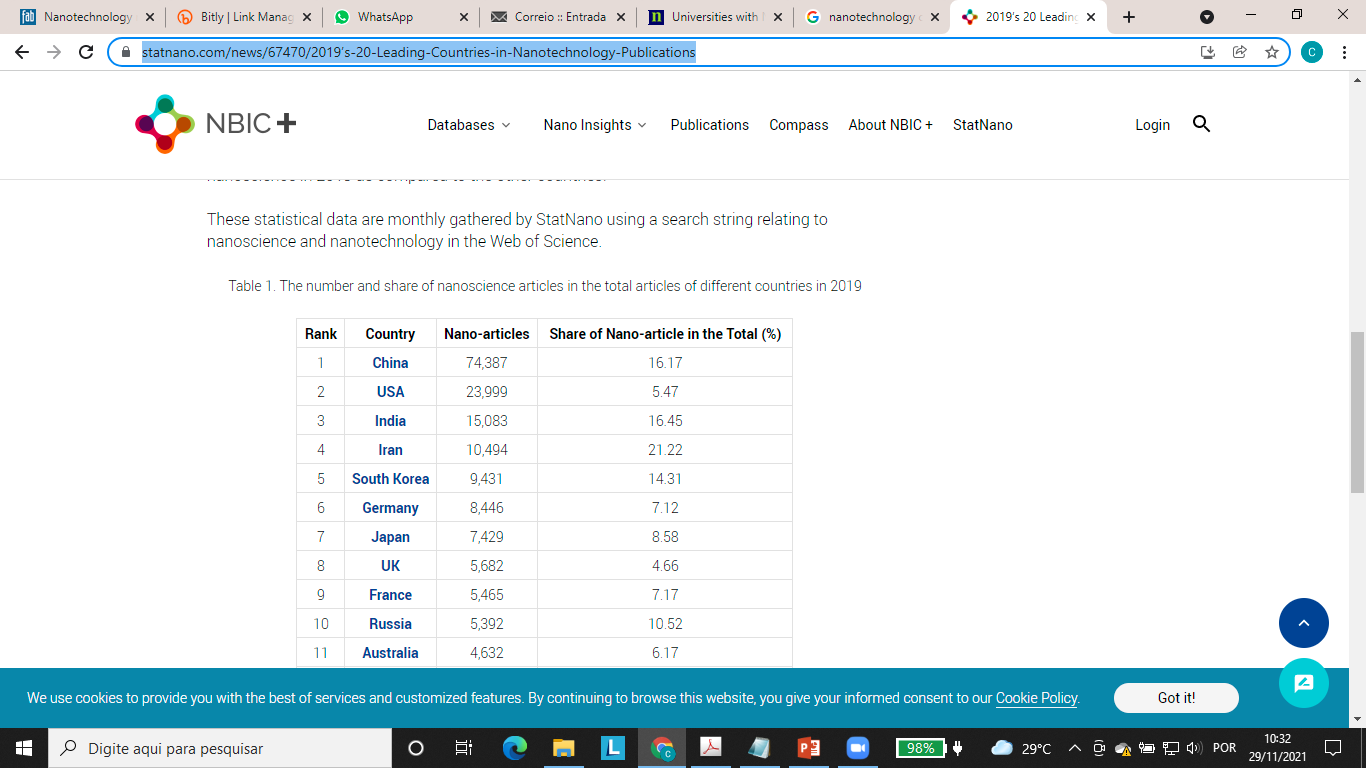 Nanotechnology
Bitly | Link Manag
WhatsApp
Correio :: Entrada
Universities with
nanotechnology
2019's 20 Leading
statnano.com/news/67470/2019's-20-Leading-Countries-in-Nanotechnology-Publications
C
NBIC+
Databases
Nano Insights
Publications
Compass
About NBIC +
StatNano
Login
These statistical data are monthly gathered by StatNano using a search string relating to
nanoscience and nanotechnology in the Web of Science.
Table 1. The number and share of nanoscience articles in the total articles of different countries in 2019
Rank Country Nano-articles Share of Nano-article in the Total (%)
1 China 74,387 16.17
2 USA 23,999 5.47
3 India 15,083 16.45
4 Iran 10,494 21.22
5 South Korea 9,431 14.31
6 Germany 8,446 7.12
7 Japan 7,429 8.58
8 UK 5,682 4.66
9 France 5,465 7.17
10 Russia 5,392 10.52
11 Australia 4,632 6.17
We use cookies to provide you with the best of services and customized features. By continuing to browse this website, you give your informed consent to our Cookie Policy.
Got it!
Digite aqui para pesquisar
98%
29°C
POR
10:32
29/11/2021